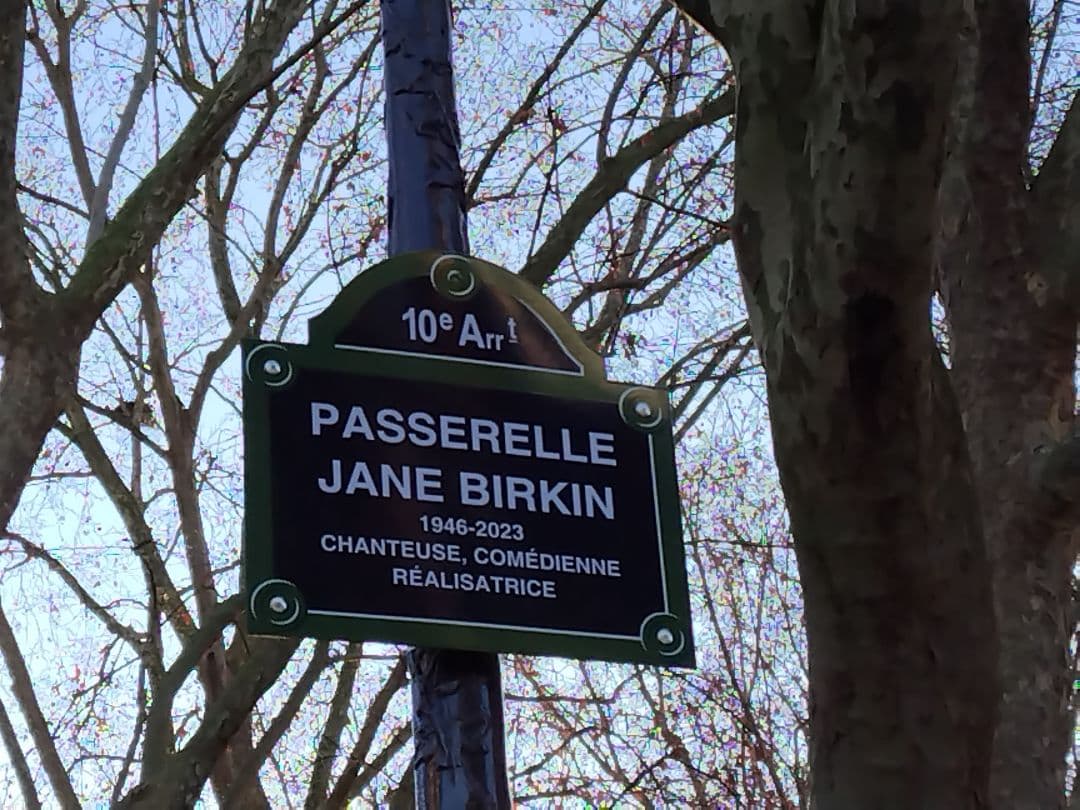 10e Arrt
PASSERELLE
JANE BIRKIN
1946-2023
CHANTEUSE, COMÉDIENNE
RÉALISATRICE